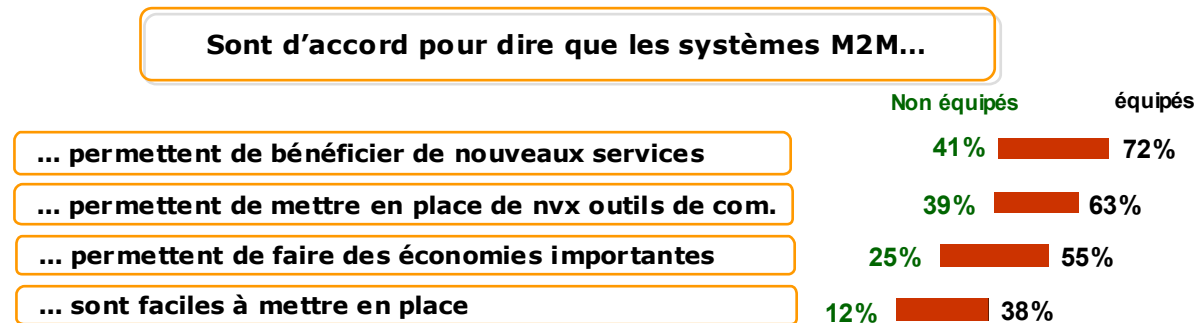 Sont d’accord pour dire que les systèmes M2M…
Non équipés équipés
… permettent de bénéficier de nouveaux services 41% 72%
… permettent de mettre en place de nvx outils de com. 39% 63%
… permettent de faire des économies importantes 25% 55%
… sont faciles à mettre en place 12% 38%